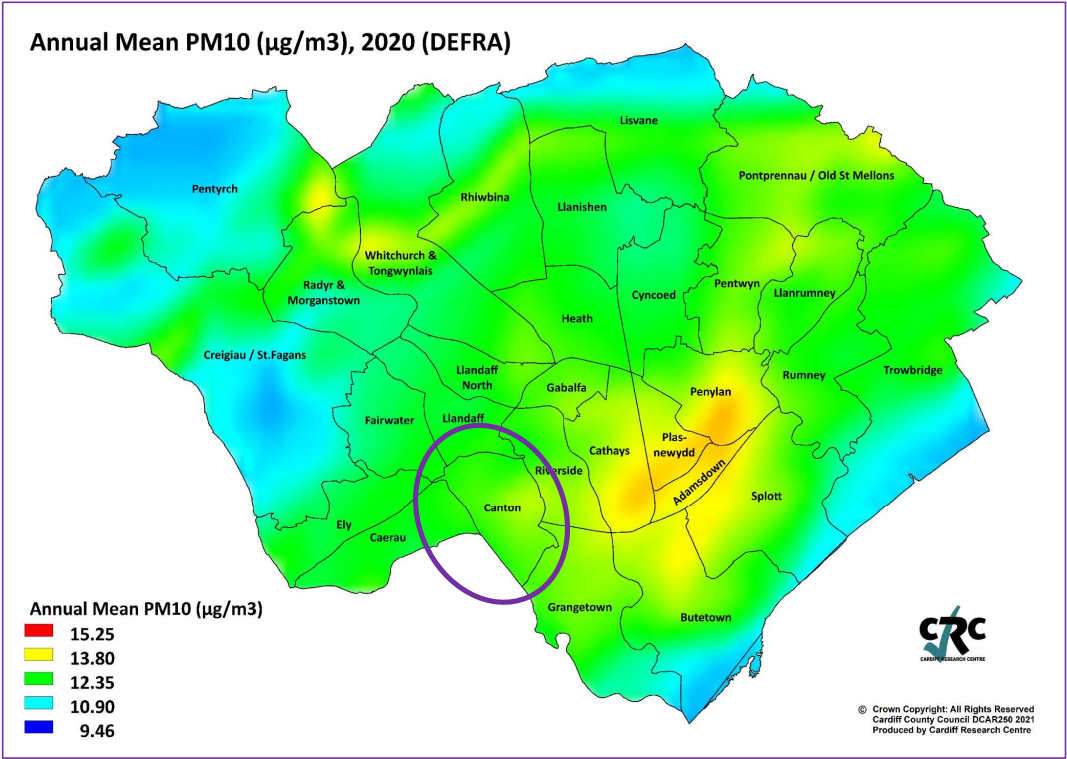 Annual Mean PM10 (µg/m3), 2020 (DEFRA)
Lisvane
Pontprennau / Old St Mellons
Pentyrch
Rhiwbina
Llanishen
Whitchurch &
Tongwynlais
Radyr &
Morganstown
Cyncoed
Pentwyn
Llanrumney
Heath
Creigiau / St.Fagans
Llandaff
North
Gabalfa
Penylan
Rumney
Trowbridge
Fairwater
Llandaff
Cathays
Plas-
newydd
Riverside
Adamsdown
Splott
Canton
Ely
Caerau
Grangetown
Butetown
Annual Mean PM10 (µg/m3)
15.25
13.80
12.35
10.90
9.46
CRC
CARDIFF RESEARCH CENTRE
© Crown Copyright: All Rights Reserved
Cardiff County Council DCAR250 2021
Produced by Cardiff Research Centre